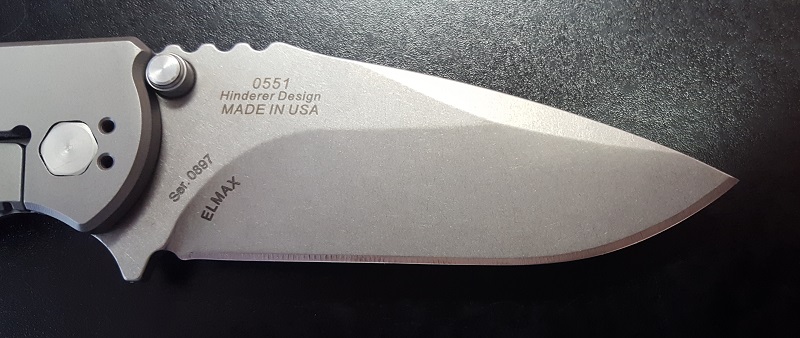 0551
Hinderer Design
MADE IN USA
Ser. 0897
ELMAX